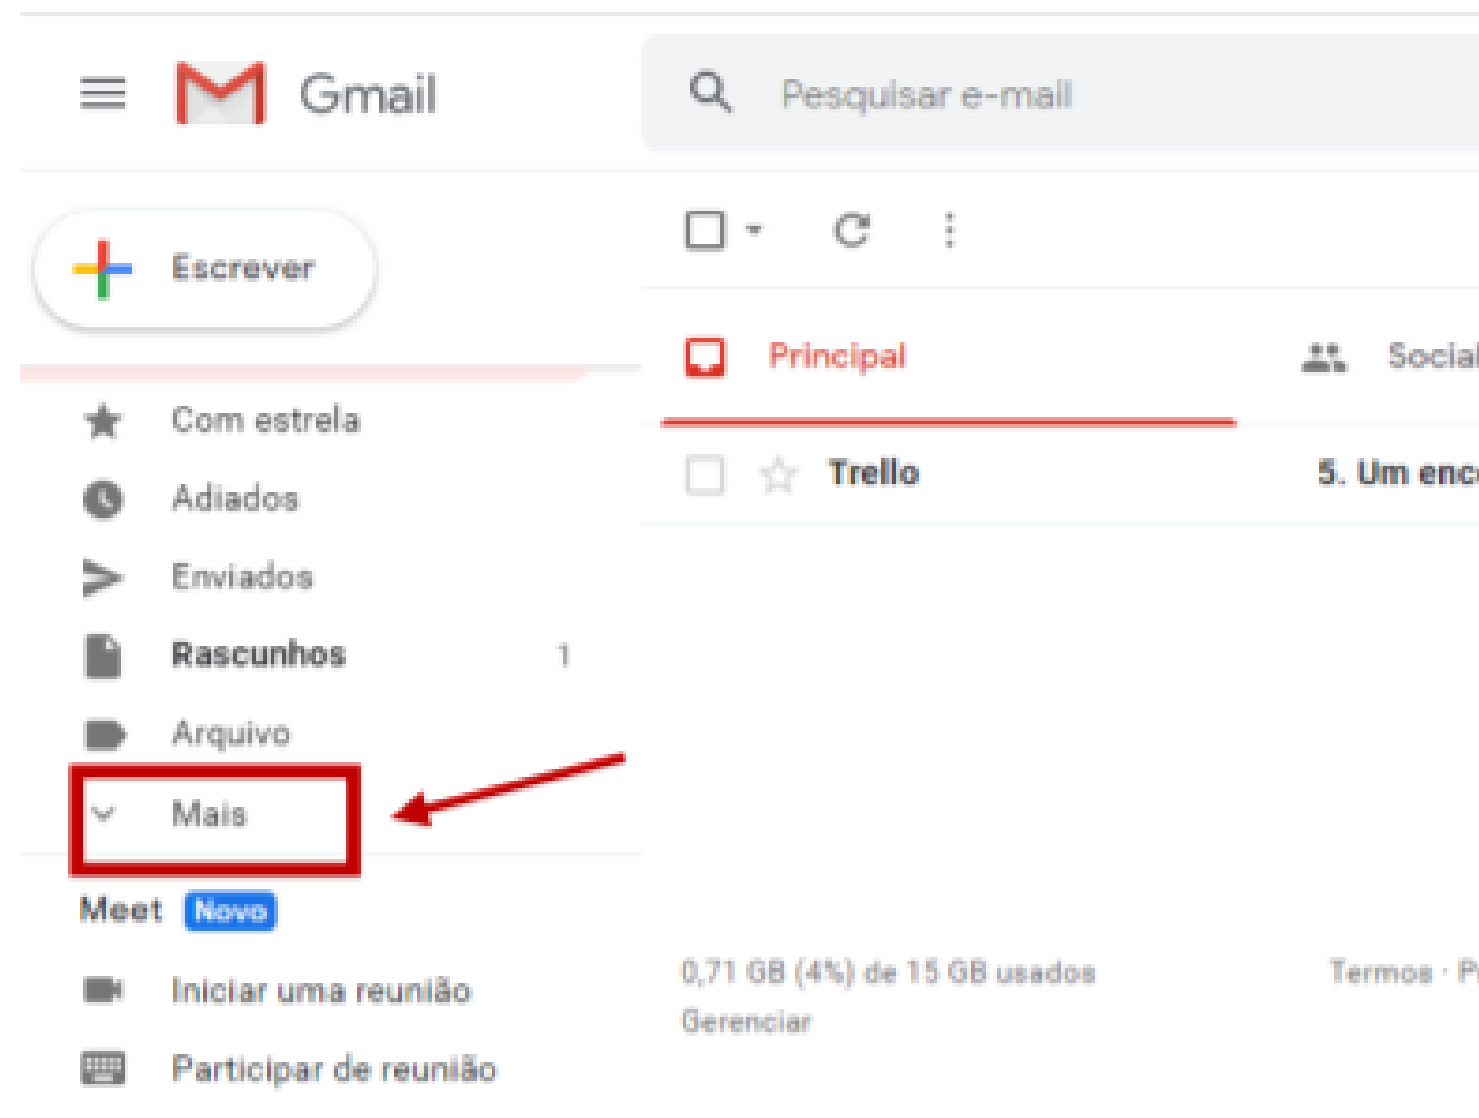 Gmail
Pesquisar e-mail
Escrever
Principal
Social
Com estrela
Trello
5. Um
Adiados
Enviados
Rascunhos 1
Arquivo
Mais
Meet Novo
Iniciar uma reunião
Participar de reunião
0,71 GB (4%) de 15 GB usados
Gerenciar
Termos ·